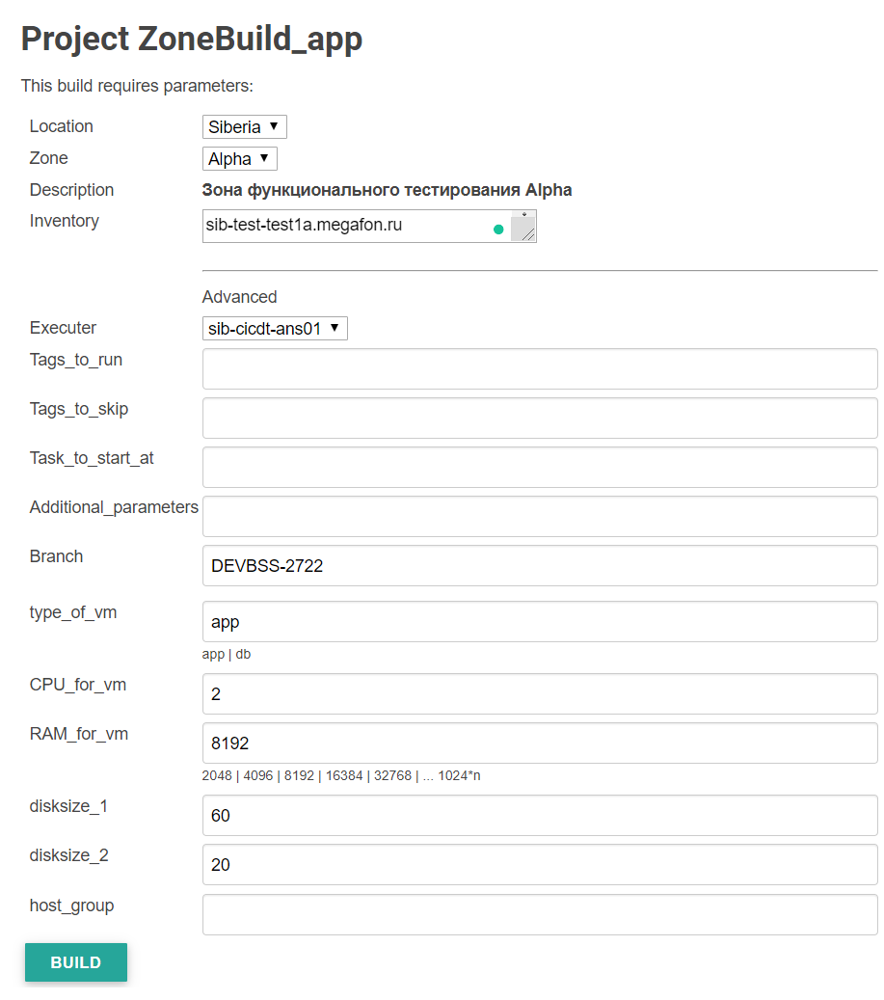 Project ZoneBuild_app
This build requires parameters:
Location Siberia
Zone Alpha
Description Зона функционального тестирования Alpha
Inventory sib-test-test1a.megafon.ru
Advanced
Executer sib-cicdt-ans01
Tags_to_run
Tags_to_skip
Task_to_start_at
Additional_parameters
Branch DEVBSS-2722
type_of_vm app
app | db
CPU_for_vm 2
RAM_for_vm 8192
2048 | 4096 | 8192 | 16384 | 32768 | ... 1024*n
disksize_1 60
disksize_2 20
host_group
BUILD